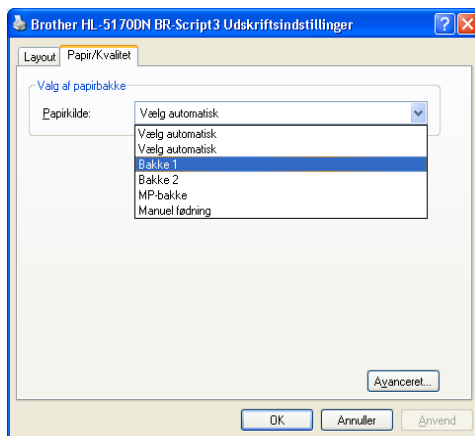 Brother HL-5170DN BR-Script3 Udskriftsindstillinger
Layout Papir/Kvalitet
Valg af papirbakke
Papirkilde: Vælg automatisk
Vælg automatisk
Vælg automatisk
Bakke 1
Bakke 2
MP-bakke
Manuel fødning
Avanceret...
OK Annuller Anvend